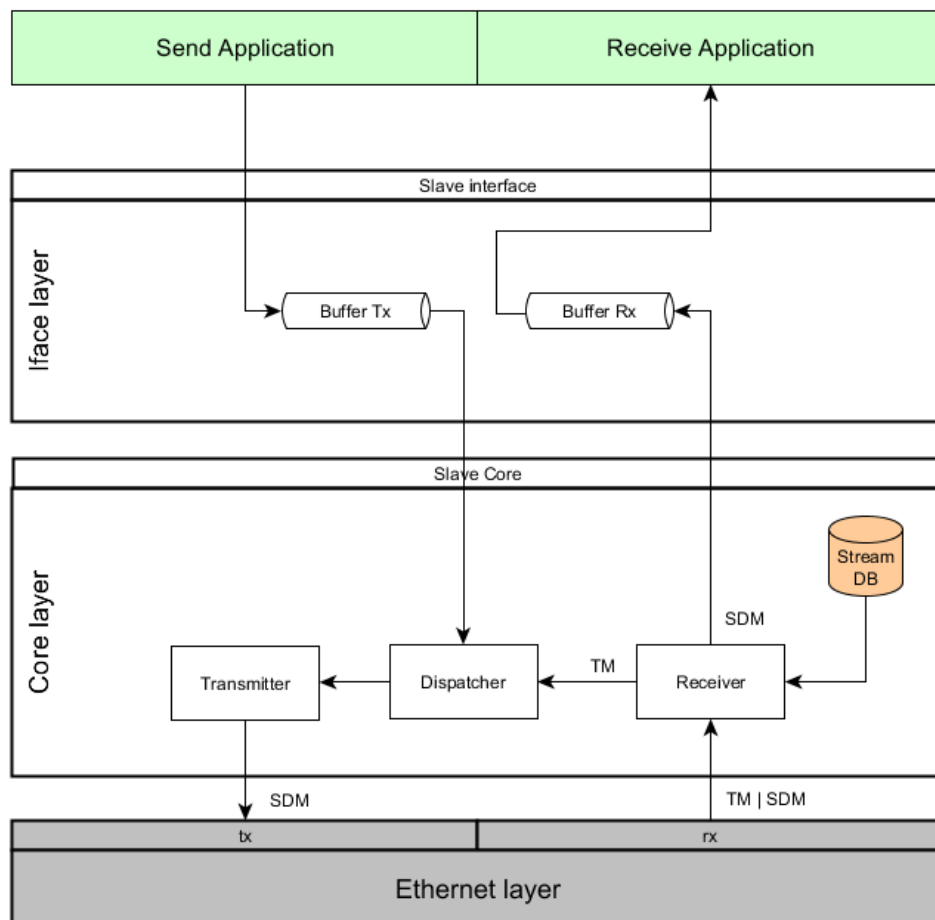 Send Application
Receive Application
Slave interface
Iface layer
Buffer Tx
Buffer Rx
Slave Core
Core layer
Stream
DB
SDM
TM
Transmitter
Dispatcher
Receiver
SDM
TM | SDM
tx
rx
Ethernet layer